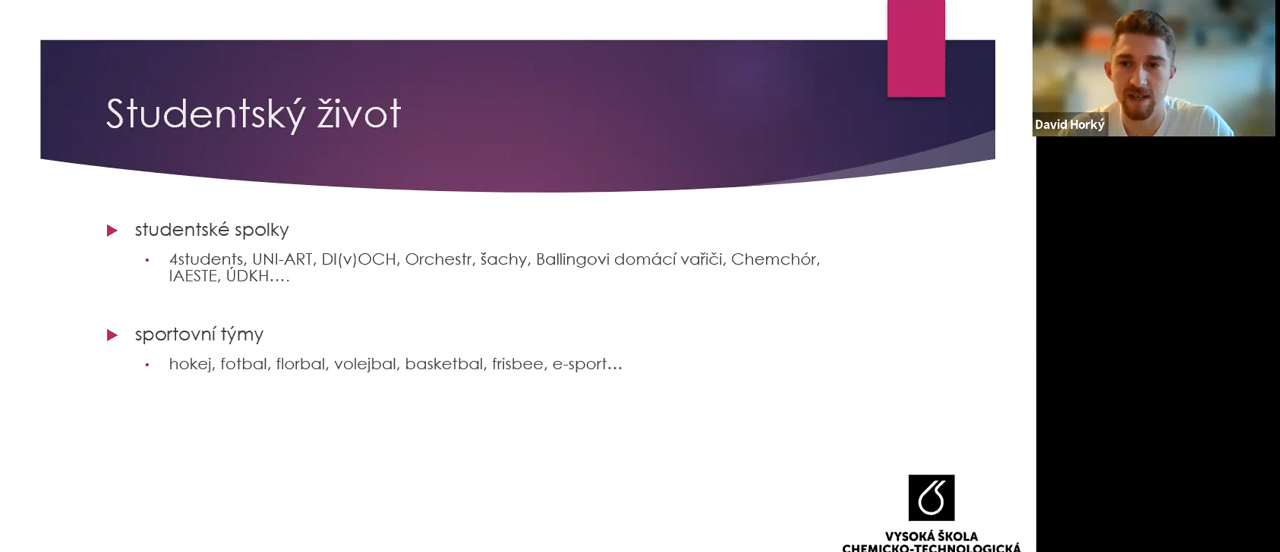 Studentský život
David Horký
studentské spolky
4students, UNI-ART, DI(v)OCH, Orchestr, šachy, Ballingovi domácí vařiči, Chemchór,
IAESTE, ÚDKH....
sportovní týmy
hokej, fotbal, florbal, volejbal, basketbal, frisbee, e-sport...
VYSOKÁ ŠKOLA
CHEMICKO-TECHNOLOGICKÁ